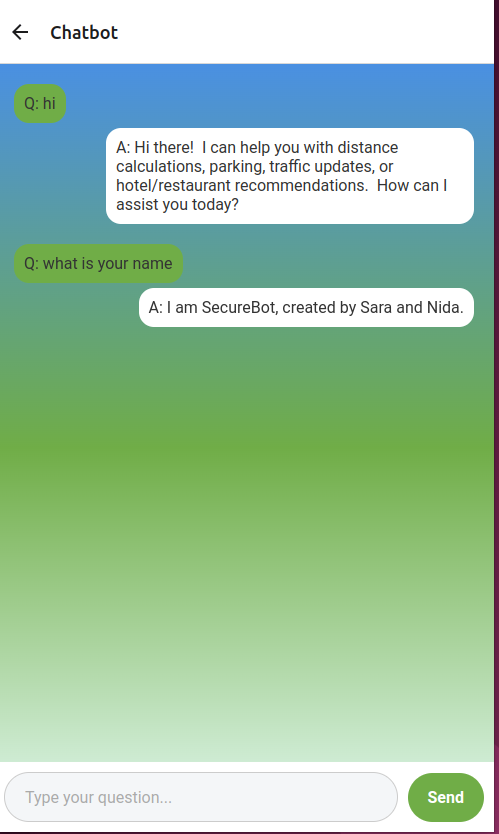 Chatbot
Q: hi
A: Hi there!  I can help you with distance
calculations, parking, traffic updates, or
hotel/restaurant recommendations.  How can I
assist you today?
Q: what is your name
A: I am SecureBot, created by Sara and Nida.
Type your question...
Send